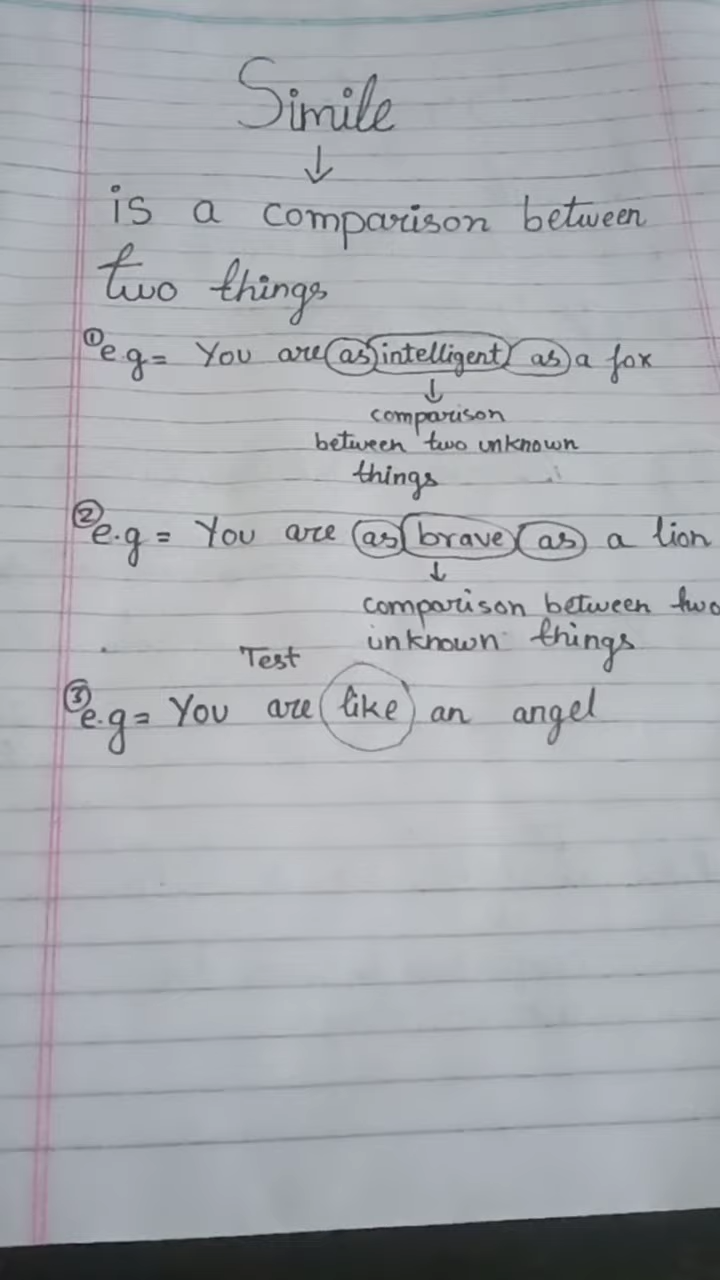 Simile
↓
is a comparison between
two things
①e.g = You are as intelligent as a fox
↓
comparison
between two unknown
things
②e.g = You are as brave as a lion
↓
comparison between two
unknown things
Test
③e.g = You are like an angel